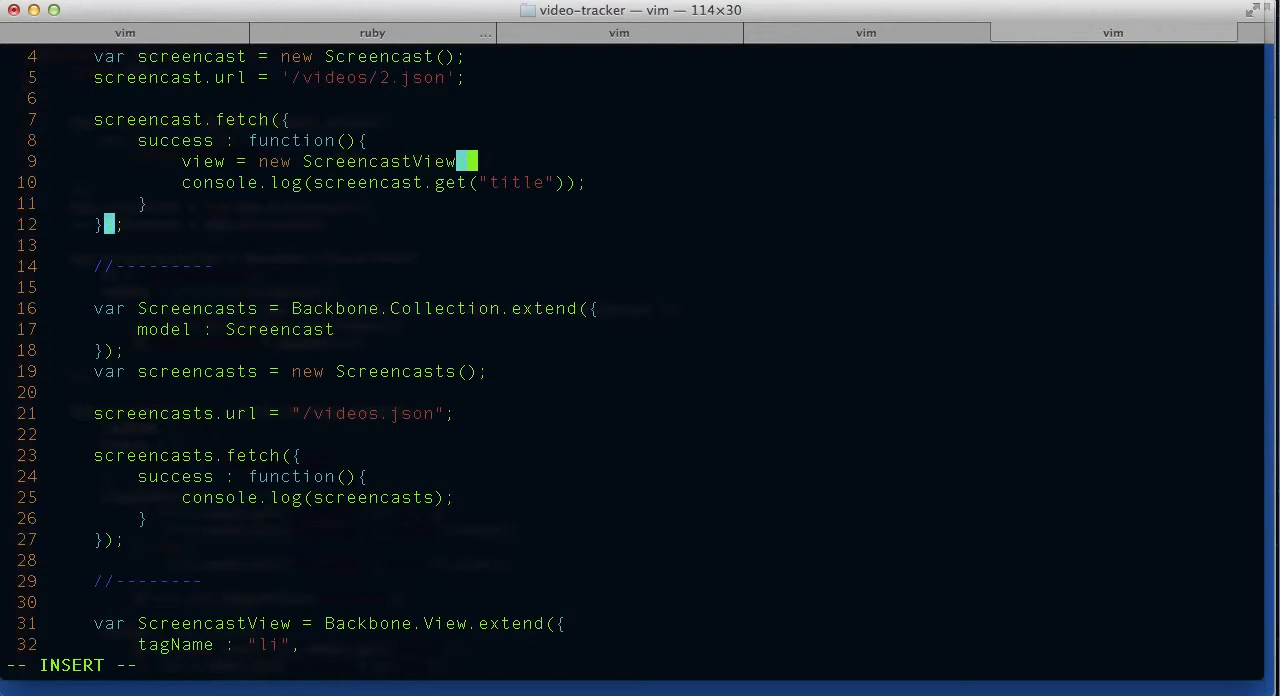 video-tracker — vim — 114×30
vim ruby ... vim vim vim
4 var screencast = new Screencast();
5 screencast.url = '/videos/2.json';
6
7 screencast.fetch({
8 success : function(){
9 view = new ScreencastView(
10 console.log(screencast.get("title"));
11 }
12 });
13
14 //---------
15
16 var Screencasts = Backbone.Collection.extend({
17 model : Screencast
18 });
19 var screencasts = new Screencasts();
20
21 screencasts.url = "/videos.json";
22
23 screencasts.fetch({
24 success : function(){
25 console.log(screencasts);
26 }
27 });
28
29 //--------
30
31 var ScreencastView = Backbone.View.extend({
32 tagName : "li",
-- INSERT --